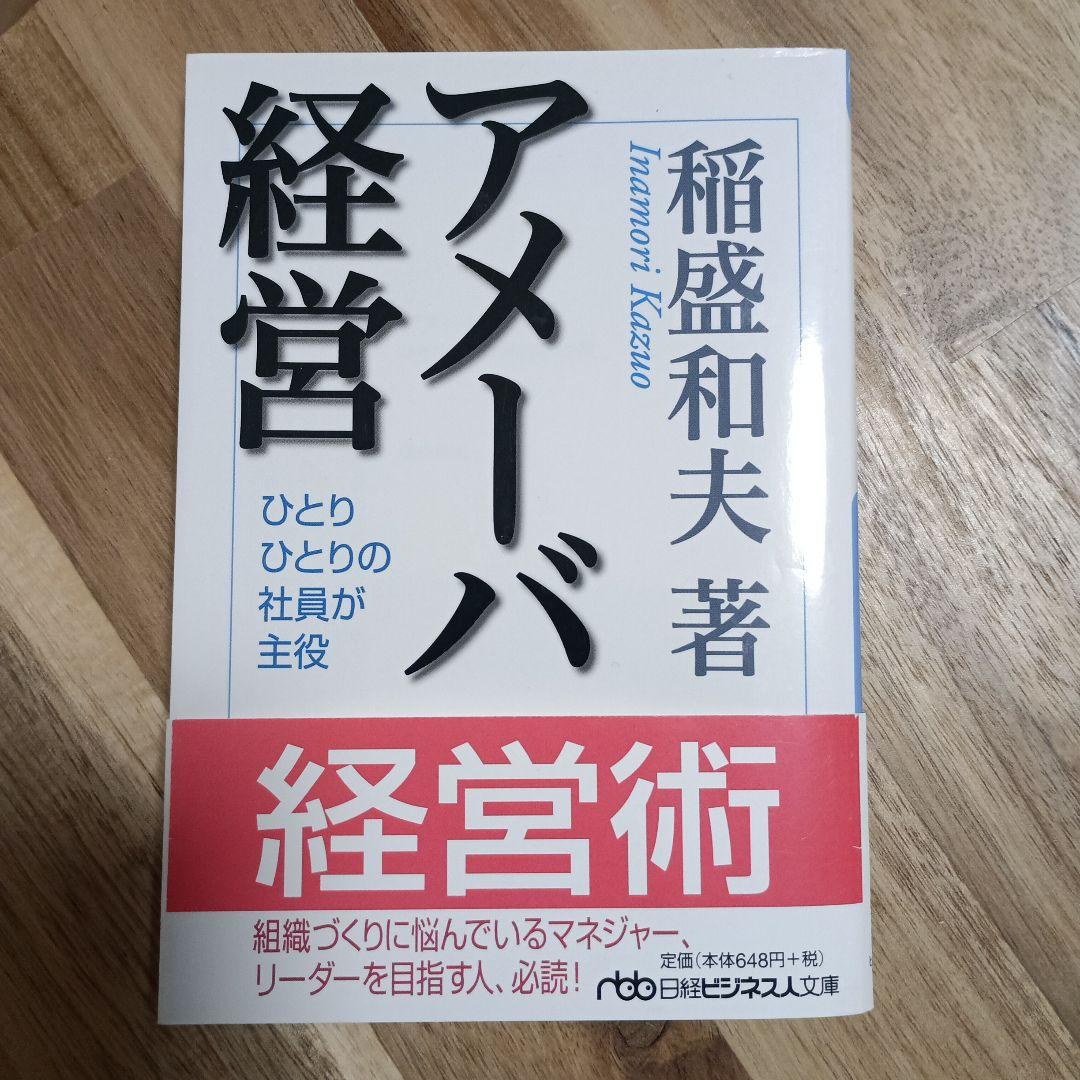 稲盛和夫 著
Inamori Kazuo
アメーバ
経営
ひとり
ひとりの
社員が
主役
経営術
組織づくりに悩んでいるマネジャー、
リーダーを目指す人、必読!
定価(本体648円+税)
nbb 日経ビジネス人文庫